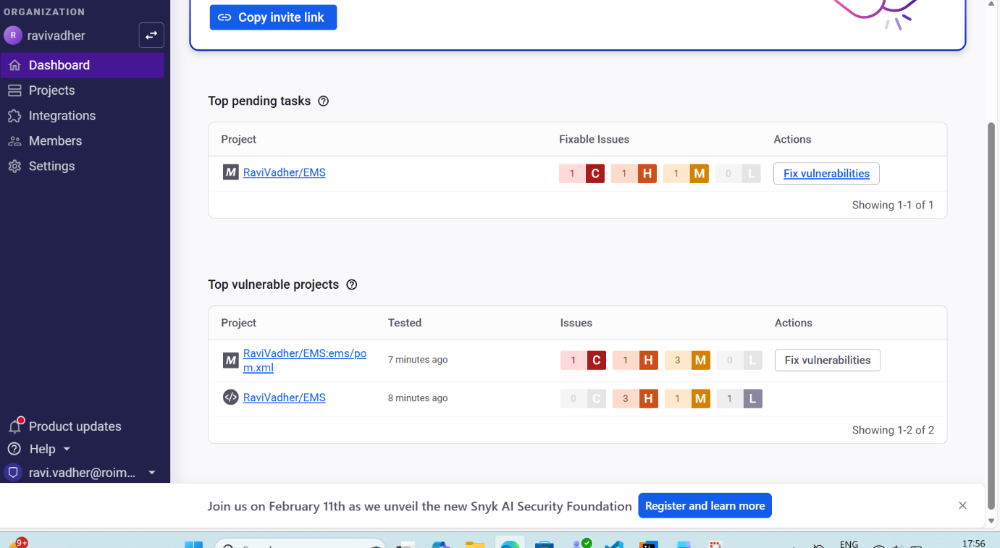 ORGANIZATION
R ravivadher
Dashboard
Projects
Integrations
Members
Settings
Product updates
Help
ravi.vadher@roim...
Copy invite link
Top pending tasks
Project Fixable Issues Actions
M RaviVadher/EMS 1 C 1 H 1 M 0 L Fix vulnerabilities
Showing 1-1 of 1
Top vulnerable projects
Project Tested Issues Actions
M RaviVadher/EMS:ems/po
m.xml 7 minutes ago 1 C 1 H 3 M 0 L Fix vulnerabilities
RaviVadher/EMS 8 minutes ago 0 C 3 H 1 M 1 L
Showing 1-2 of 2
Join us on February 11th as we unveil the new Snyk AI Security Foundation Register and learn more
9+ ENG 17:56